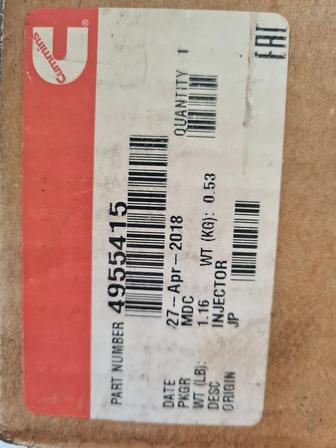 Cummins
EAC
PART NUMBER 4955415
QUANTITY 1
DATE 27-Apr-2018
PKGR MDC
WT (LB): 1.16 WT (KG): 0.53
DESC INJECTOR
ORIGIN JP